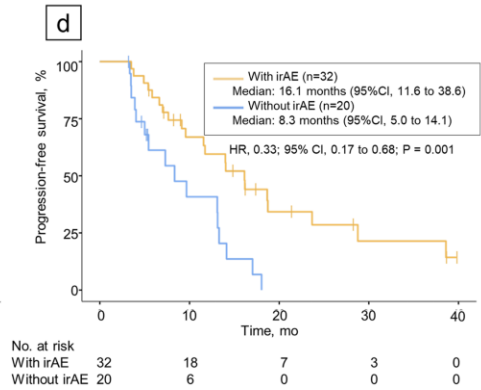 d
Progression-free survival, %
100
75
50
25
0
With irAE (n=32)
Median: 16.1 months (95%CI, 11.6 to 38.6)
Without irAE (n=20)
Median: 8.3 months (95%CI, 5.0 to 14.1)
HR, 0.33; 95% CI, 0.17 to 0.68; P = 0.001
0 10 20 30 40
Time, mo
No. at risk
With irAE 32 18 7 3 0
Without irAE 20 6 0 0 0